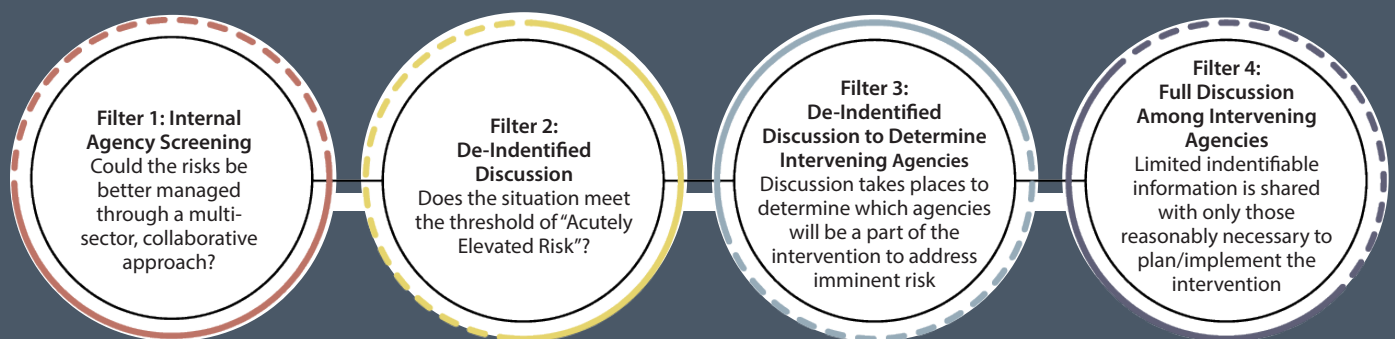 Filter 1: Internal
Agency Screening
Could the risks be
better managed
through a multi-
sector, collaborative
approach?
Filter 2:
De-Indentified
Discussion
Does the situation meet
the threshold of “Acutely
Elevated Risk”?
Filter 3:
De-Indentified
Discussion to Determine
Intervening Agencies
Discussion takes places to
determine which agencies
will be a part of the
intervention to address
imminent risk
Filter 4:
Full Discussion
Among Intervening
Agencies
Limited indentifiable
information is shared
with only those
reasonably necessary to
plan/implement the
intervention